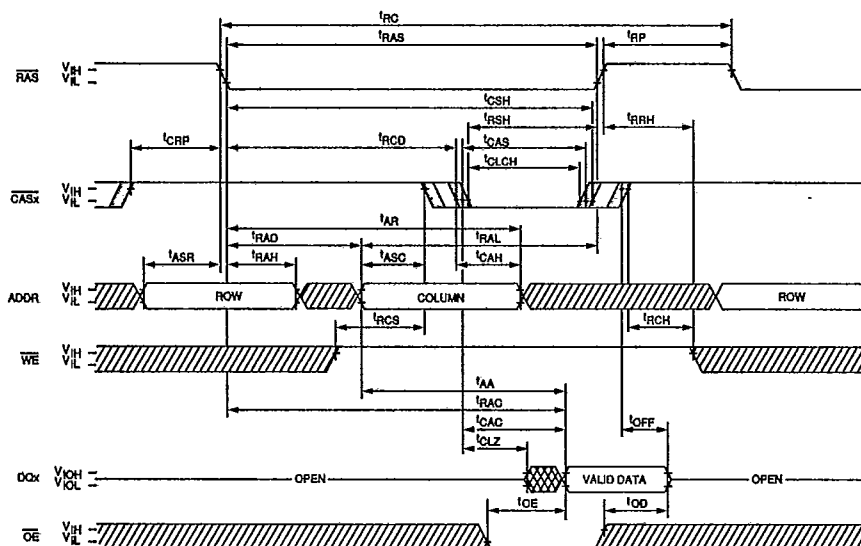 tRC
tRAS
tRP
RAS
VIH
VIL
tCSH
tRSH
tRRH
tCRP
tRCD
tCAS
tCLCH
CASx
VIH
VIL
tAR
tRAD
tRAL
tASR
tRAH
tASC
tCAH
ADDR
VIH
VIL
ROW
COLUMN
ROW
tRCS
tRCH
WE
VIH
VIL
tAA
tRAC
tCAC
tOFF
tCLZ
DQx
VIOH
VIOL
OPEN
VALID DATA
OPEN
tOE
tOD
OE
VIH
VIL